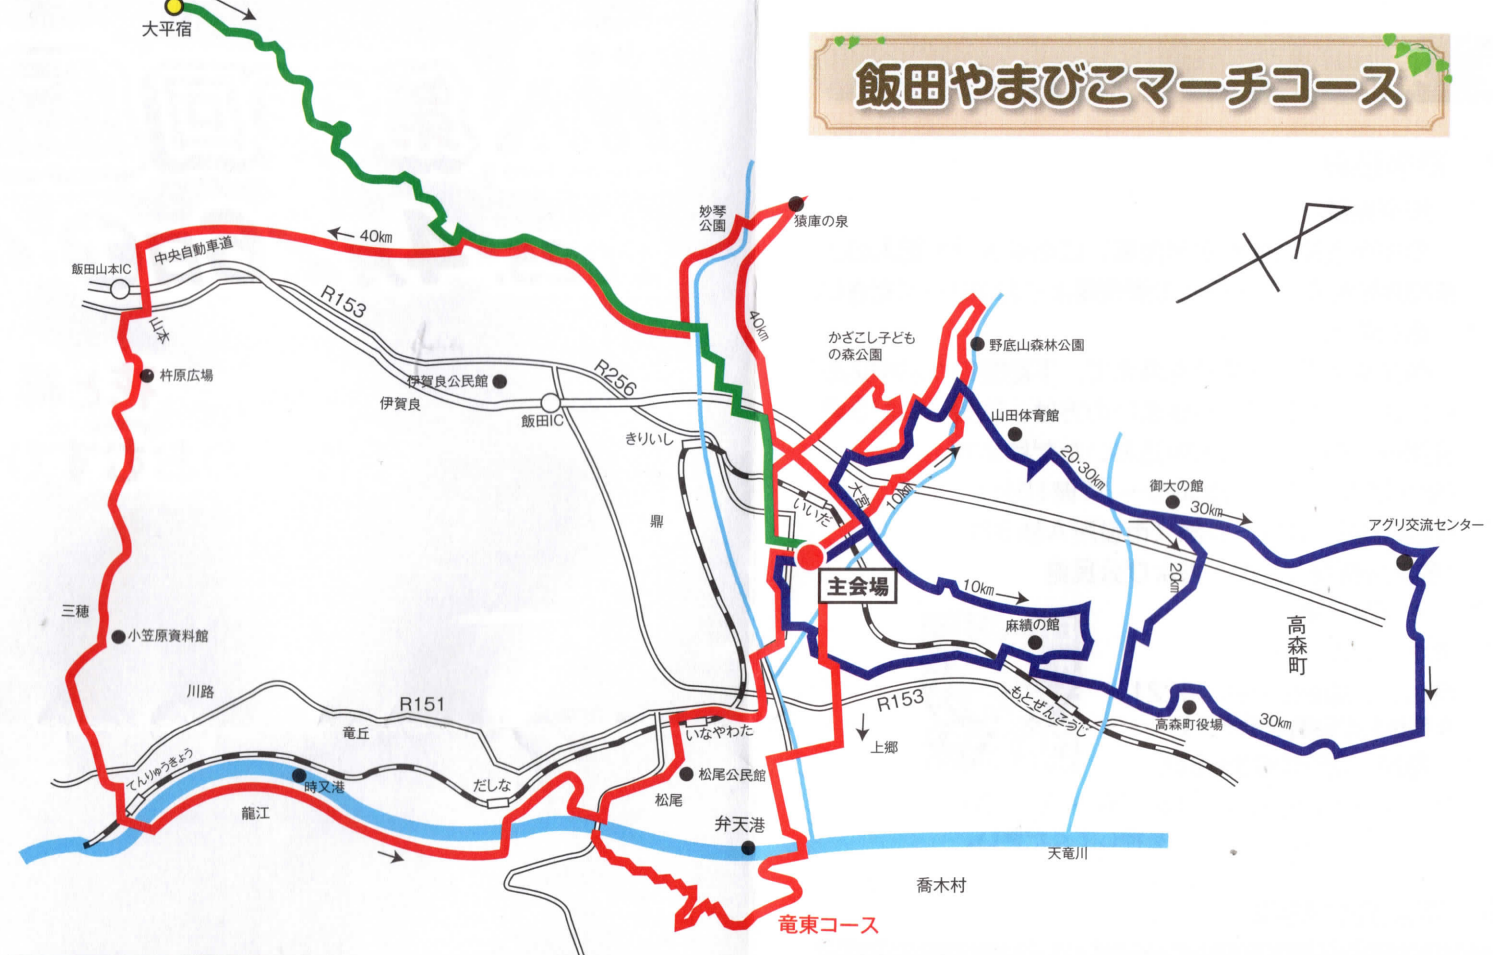 大平宿
飯田やまびこマーチコース
妙琴
公園
猿庫の泉
40km
中央自動車道
飯田山本IC
R153
山本
40km
かざこし子ども
の森公園
野底山森林公園
杵原広場
伊賀良公民館
伊賀良
R256
飯田IC
きりいし
山田体育館
20・30km
御大の館
30km
アグリ交流センター
大宮
10km
いいだ
鼎
主会場
10km
20km
麻績の館
高森町
三穂
小笠原資料館
川路
R151
竜丘
R153
もとぜんこうじ
高森町役場
30km
上郷
いなやわた
てんりゅうきょう
時又港
だしな
松尾公民館
松尾
龍江
弁天港
天竜川
喬木村
竜東コース